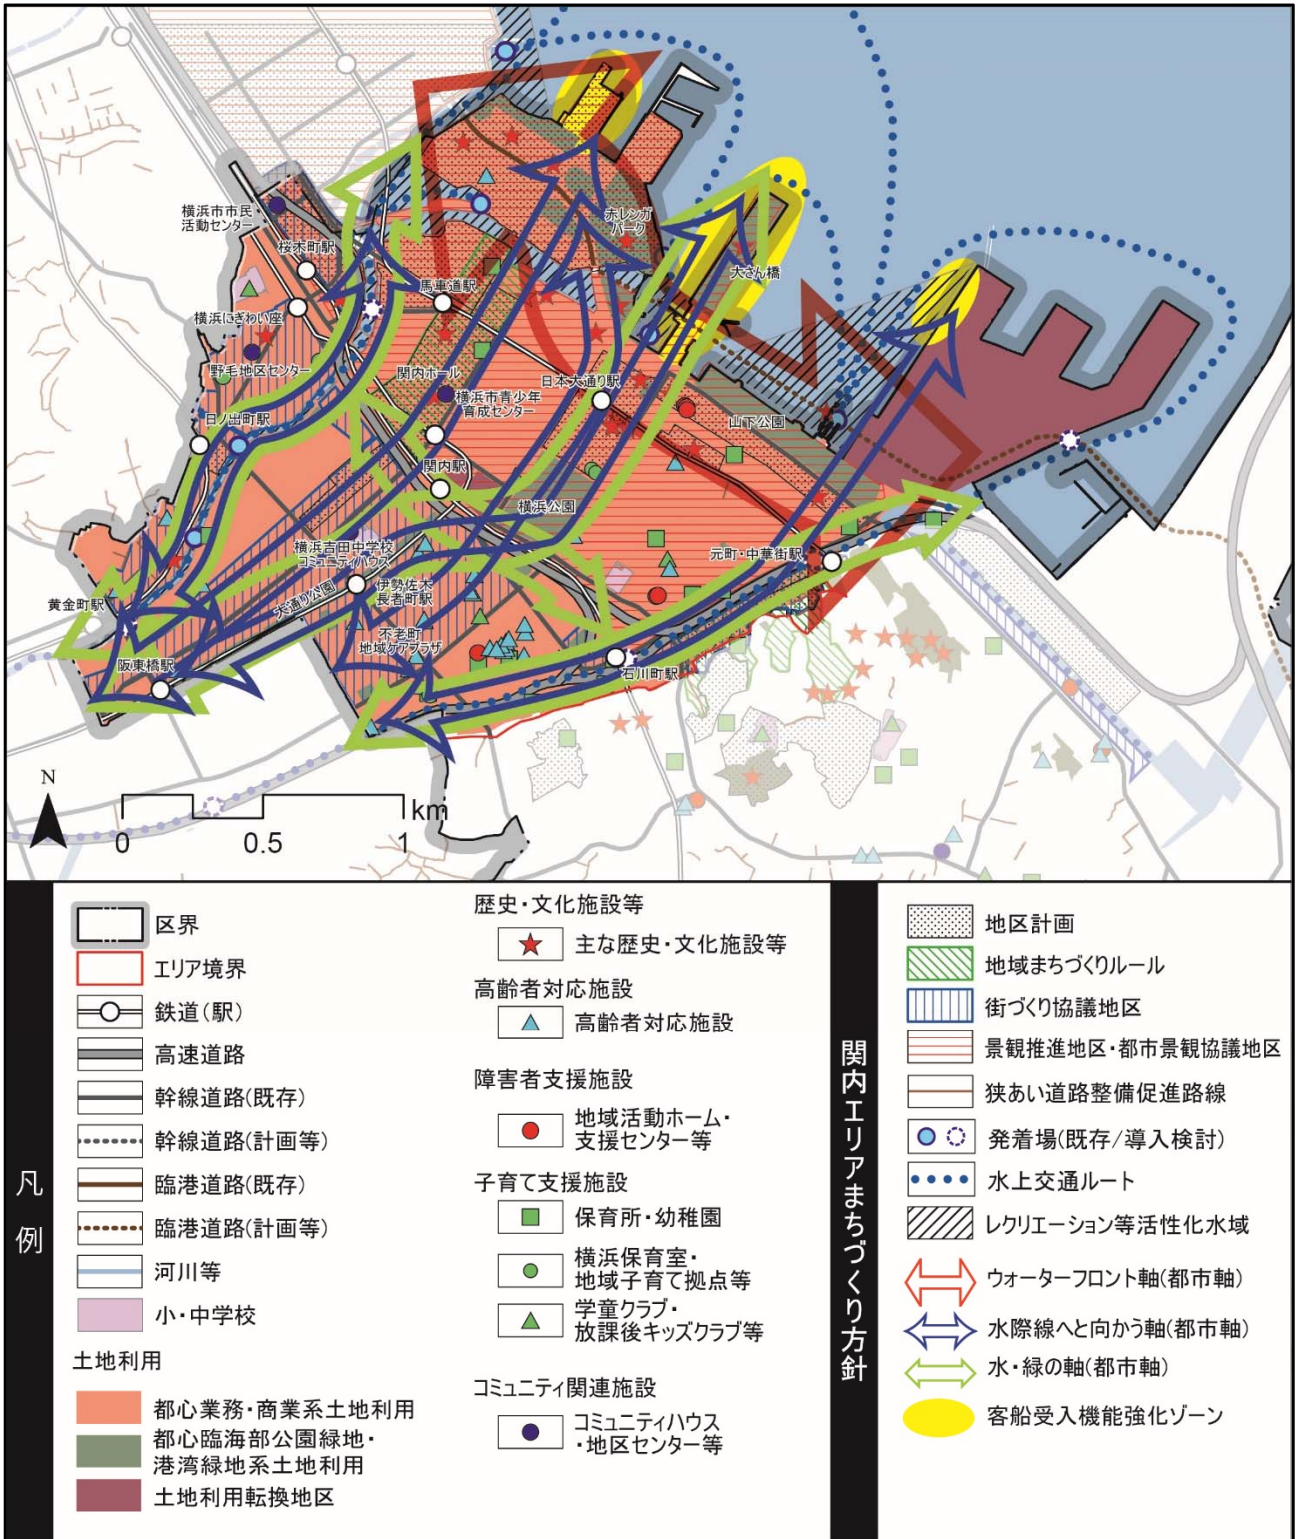 横浜市市民・
活動センター
桜木町駅
赤レンガ
パーク
馬車道駅
大さん橋
横浜にぎわい座
野毛地区センター
関内ホール
横浜市青少年
育成センター
日本大通り駅
日ノ出町駅
山下公園
関内駅
横浜公園
横浜吉田中学校
コミュニティハウス
元町・中華街駅
伊勢佐木
長者町駅
大通り公園
黄金町駅
不老町
地域ケアプラザ
阪東橋駅
石川町駅
N
km
0
0.5
1
凡例
区界
エリア境界
鉄道(駅)
高速道路
幹線道路(既存)
幹線道路(計画等)
臨港道路(既存)
臨港道路(計画等)
河川等
小・中学校
土地利用
都心業務・商業系土地利用
都心臨海部公園緑地・
港湾緑地系土地利用
土地利用転換地区
歴史・文化施設等
主な歴史・文化施設等
高齢者対応施設
高齢者対応施設
障害者支援施設
地域活動ホーム・
支援センター等
子育て支援施設
保育所・幼稚園
横浜保育室・
地域子育て拠点等
学童クラブ・
放課後キッズクラブ等
コミュニティ関連施設
コミュニティハウス
・地区センター等
関内エリアまちづくり方針
地区計画
地域まちづくりルール
街づくり協議地区
景観推進地区・都市景観協議地区
狭あい道路整備促進路線
発着場(既存/導入検討)
水上交通ルート
レクリエーション等活性化水域
ウォーターフロント軸(都市軸)
水際線へと向かう軸(都市軸)
水・緑の軸(都市軸)
客船受入機能強化ゾーン